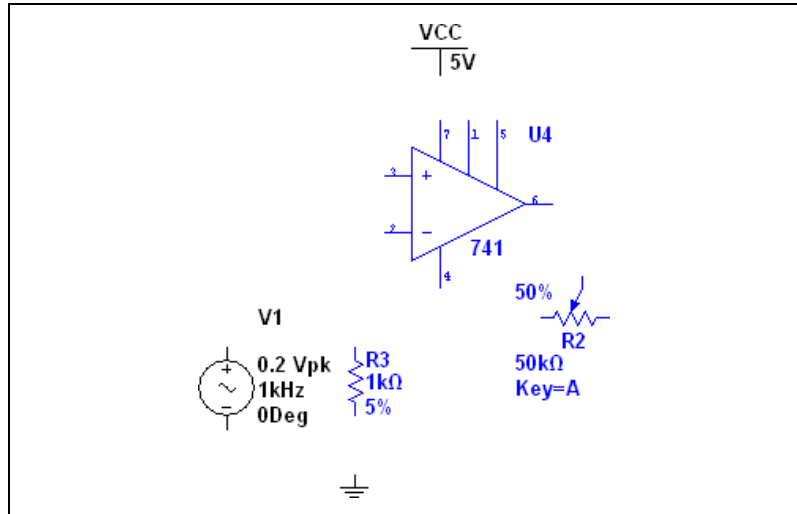 VCC
5V
7
1
5
U4
3
+
6
2
−
741
4
50%
V1
R2
0.2 Vpk
R3
50kΩ
1kHz
1kΩ
Key=A
0Deg
5%